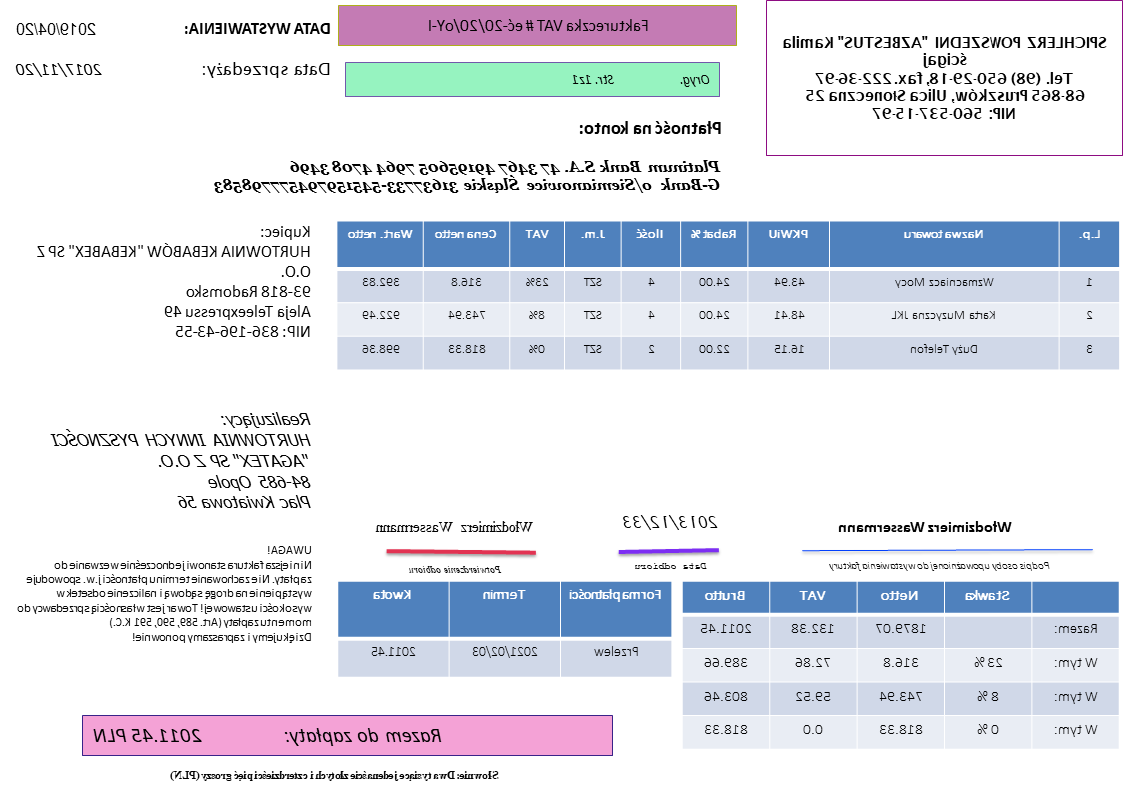 SPICHLERZ POWSZEDNI "AZBESTUS" Kamila
Ścigaj
Tel. (98) 650-29-18, fax. 222-36-97
68-865 Pruszków, Ulica Słoneczna 25
NIP: 560-537-15-97
Faktureczka VAT # eć-20/20/oY-I
Oryg. Str. 1z1
DATA WYSTAWIENIA: 2019/04/20
Data sprzedaży: 2017/11/20
Płatność na konto:
Platinum Bank S.A. 47 3467 49195605 7964 4708 3496
G-Bank o/Siemianowice Śląskie 31637733-5451597945777798583
L.p. Nazwa towaru PKWiU Rabat % Ilość J.m. VAT Cena netto Wart. netto
1 Wzmacniacz Mocy 43.94 24.00 4 SZT 23% 316.8 392.83
2 Karta Muzyczna JKL 48.41 24.00 4 SZT 8% 743.94 922.49
3 Duży Telefon 16.15 22.00 2 SZT 0% 818.33 998.36
Kupiec:
HURTOWNIA KEBABÓW "KEBABEX" SP Z
O.O.
93-818 Radomsko
Aleja Teleexpressu 49
NIP: 836-196-43-55
Realizujący:
HURTOWNIA INNYCH PYSZNOŚCI
"AGATEX" SP Z O.O.
84-685 Opole
Plac Kwiatowa 56
Włodzimierz Wassermann
Podpis osoby upoważnionej do wystawienia faktury
2013/12/33
Data odbioru
Włodzimierz Wassermann
Potwierdzenie odbioru
UWAGA!
Niniejsza faktura stanowi jednocześnie wezwanie do
zapłaty. Niezachowanie terminu płatności j.w. spowoduje
wystąpienie na drogę sądową i naliczenie odsetek w
wysokości ustawowej! Towar jest własnością sprzedawcy do
momentu zapłaty (Art. 589, 590, 591 K.C.)
Dziękujemy i zapraszamy ponownie!
Stawka Netto VAT Brutto
Razem: 1879.07 132.38 2011.45
W tym: 23 % 316.8 72.86 389.66
W tym: 8 % 743.94 59.52 803.46
W tym: 0 % 818.33 0.0 818.33
Forma płatności Termin Kwota
Przelew 2021/02/03 2011.45
Razem do zapłaty: 2011.45 PLN
Słownie: Dwa tysiące jedenaście złotych i czterdzieści pięć groszy (PLN)